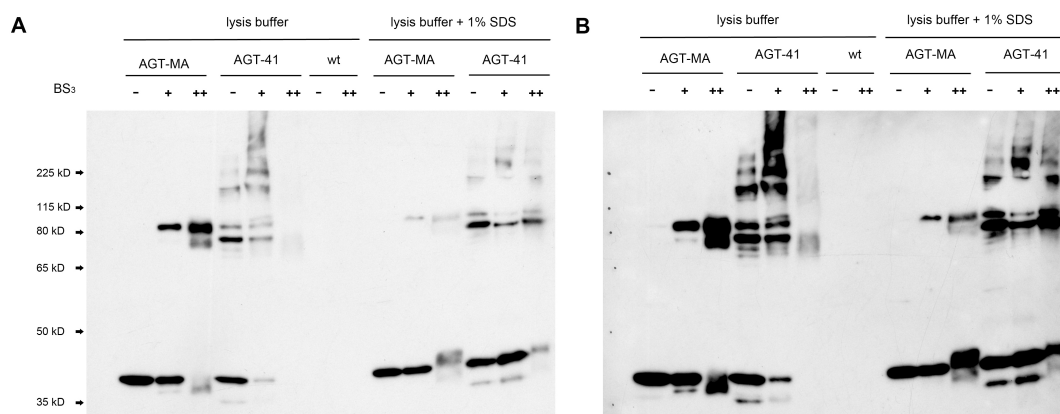 A
lysis buffer
lysis buffer + 1% SDS
AGT-MA
AGT-41
wt
AGT-MA
AGT-41
BS3
- + ++ - + ++ - ++ - + ++ - + ++
225 kD
115 kD
80 kD
65 kD
50 kD
35 kD
B
lysis buffer
lysis buffer + 1% SDS
AGT-MA
AGT-41
wt
AGT-MA
AGT-41
- + ++ - + ++ - ++ - + ++ - + ++